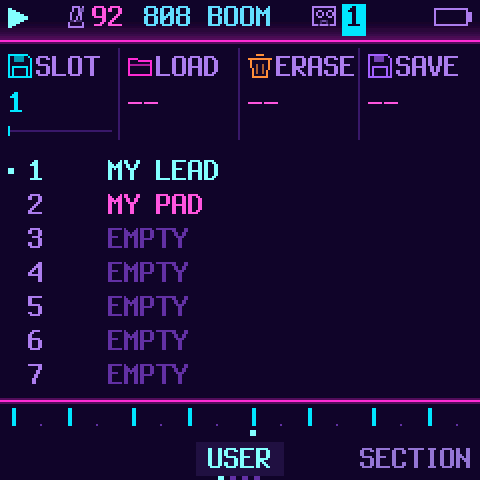 92 808 BOOM 1
SLOT LOAD ERASE SAVE
1 -- -- --
1 MY LEAD
2 MY PAD
3 EMPTY
4 EMPTY
5 EMPTY
6 EMPTY
7 EMPTY
USER SECTION